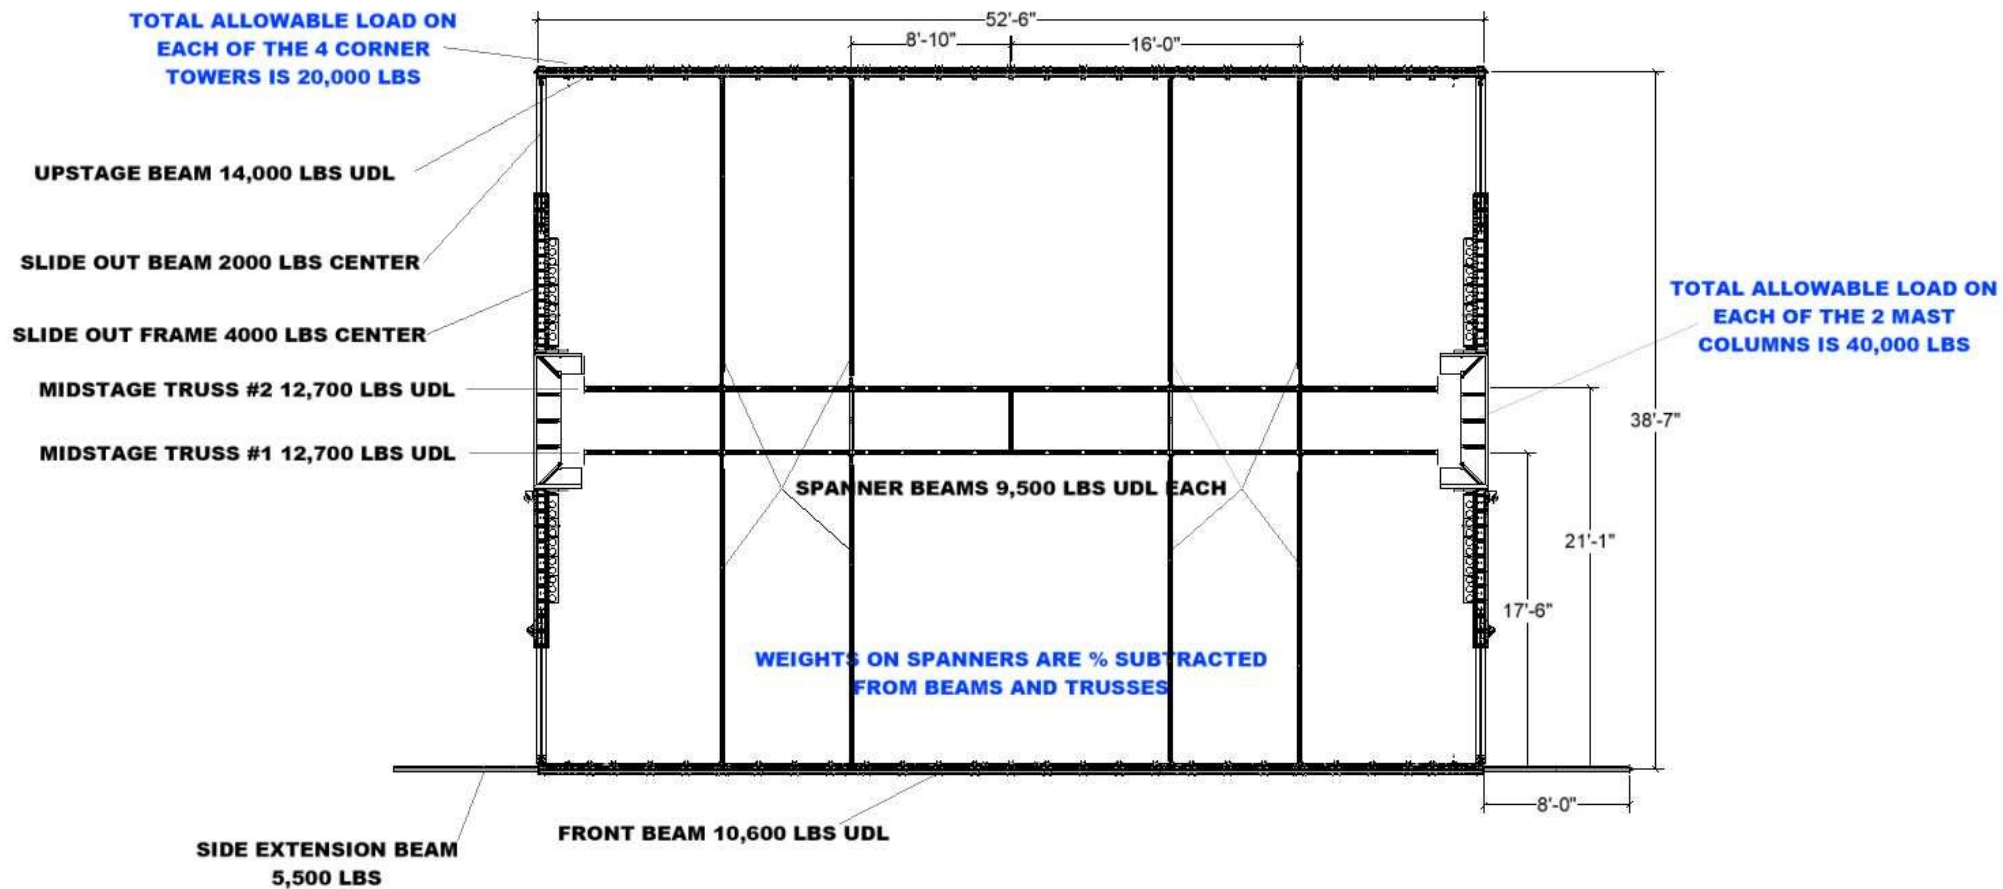 TOTAL ALLOWABLE LOAD ON
EACH OF THE 4 CORNER
TOWERS IS 20,000 LBS
52'-6"
8'-10"
16'-0"
UPSTAGE BEAM 14,000 LBS UDL
SLIDE OUT BEAM 2000 LBS CENTER
SLIDE OUT FRAME 4000 LBS CENTER
TOTAL ALLOWABLE LOAD ON
EACH OF THE 2 MAST
COLUMNS IS 40,000 LBS
MIDSTAGE TRUSS #2 12,700 LBS UDL
38'-7"
MIDSTAGE TRUSS #1 12,700 LBS UDL
SPANNER BEAMS 9,500 LBS UDL EACH
21'-1"
17'-6"
WEIGHTS ON SPANNERS ARE % SUBTRACTED
FROM BEAMS AND TRUSSES
8'-0"
FRONT BEAM 10,600 LBS UDL
SIDE EXTENSION BEAM
5,500 LBS